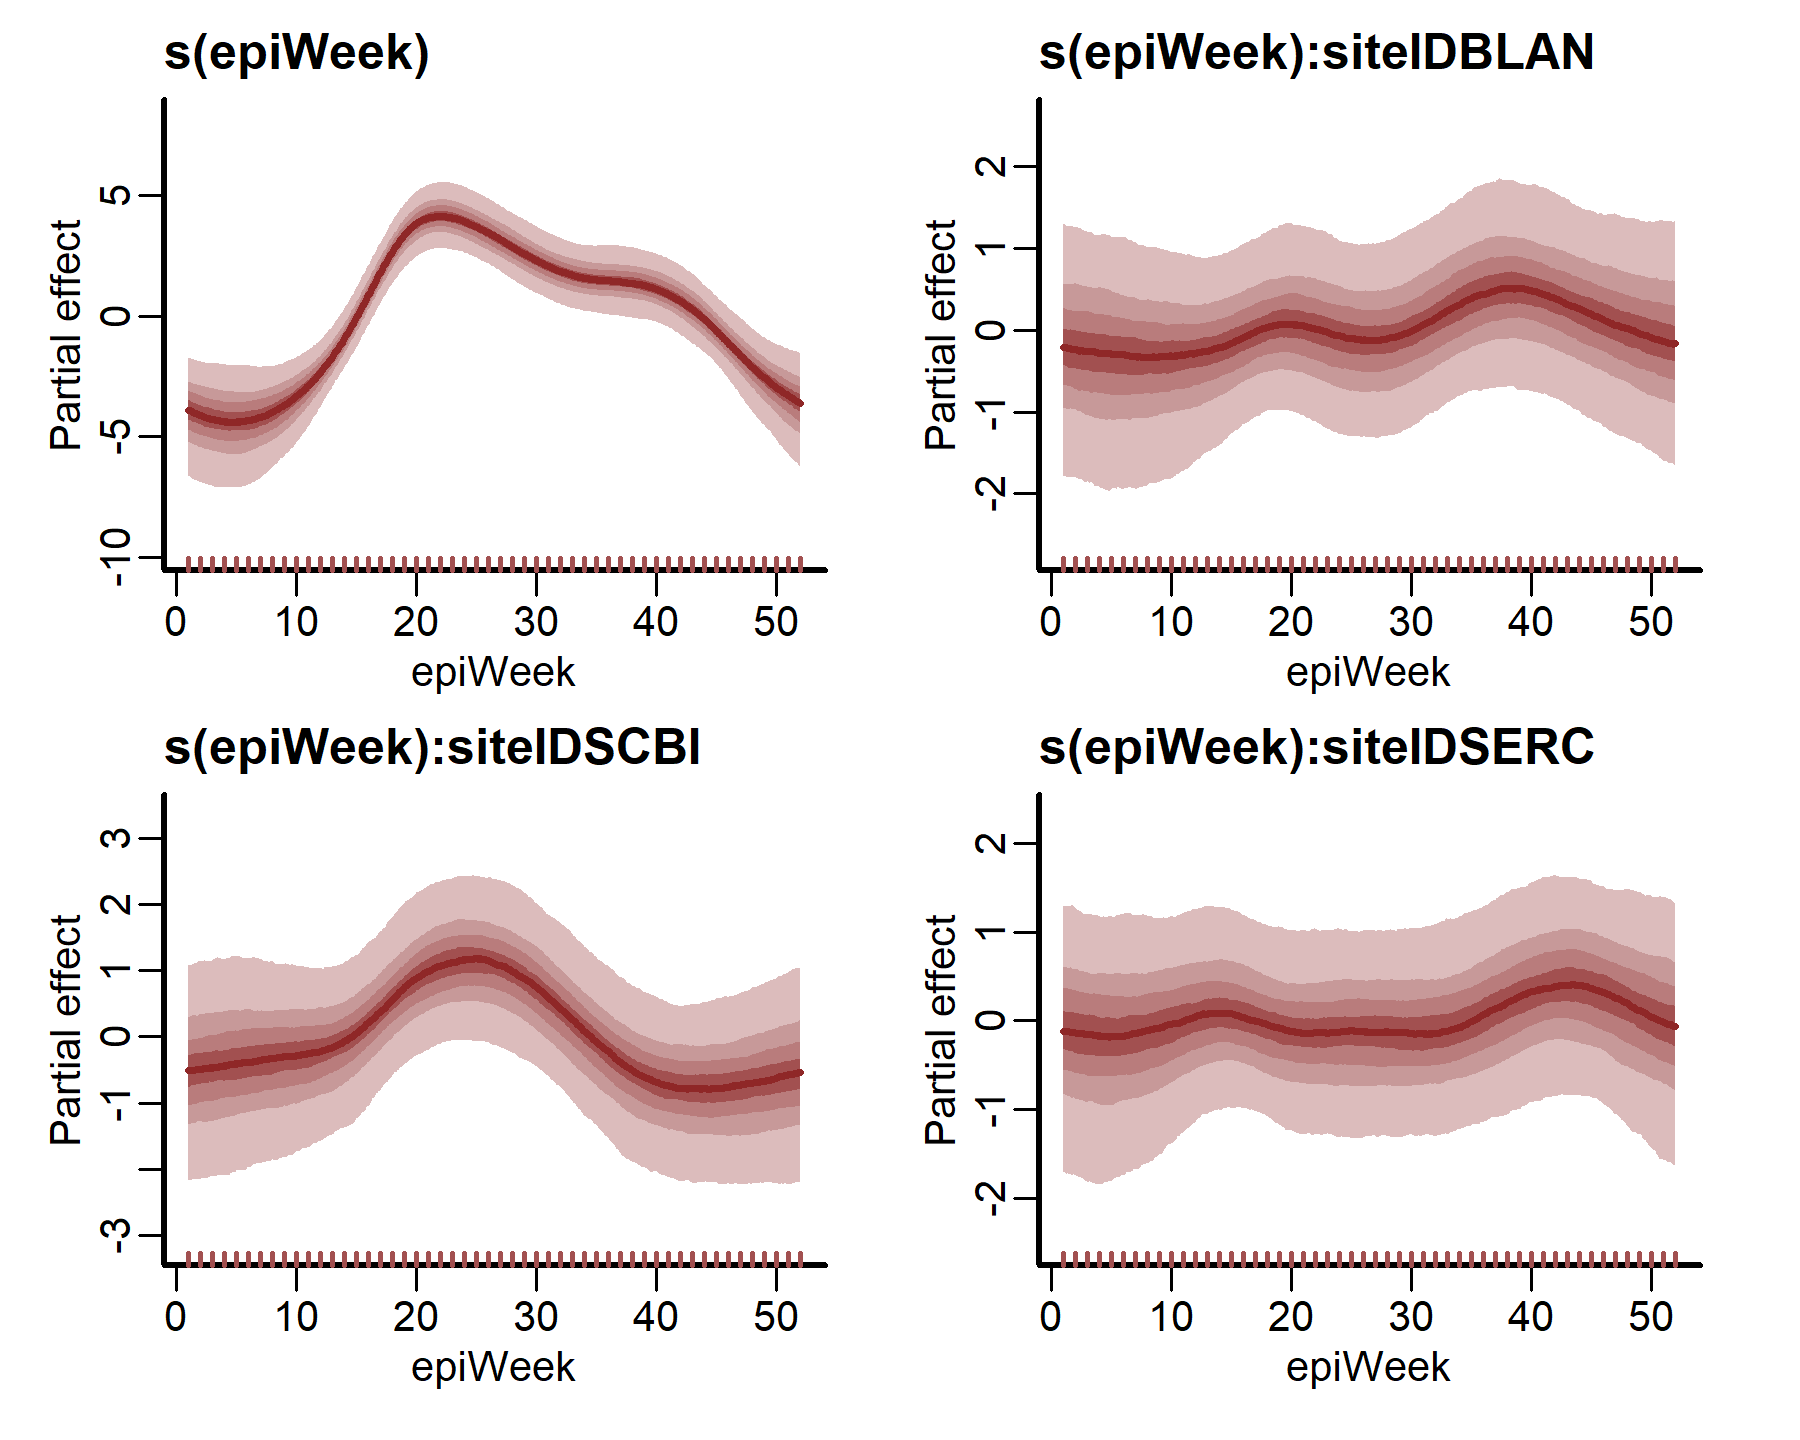 s(epiWeek)
Partial effect
5
0
-5
-10
0 10 20 30 40 50
epiWeek
s(epiWeek):siteIDBLAN
Partial effect
2
1
0
-1
-2
0 10 20 30 40 50
epiWeek
s(epiWeek):siteIDSCBI
Partial effect
3
2
1
0
-1
-3
0 10 20 30 40 50
epiWeek
s(epiWeek):siteIDSERC
Partial effect
2
1
0
-1
-2
0 10 20 30 40 50
epiWeek